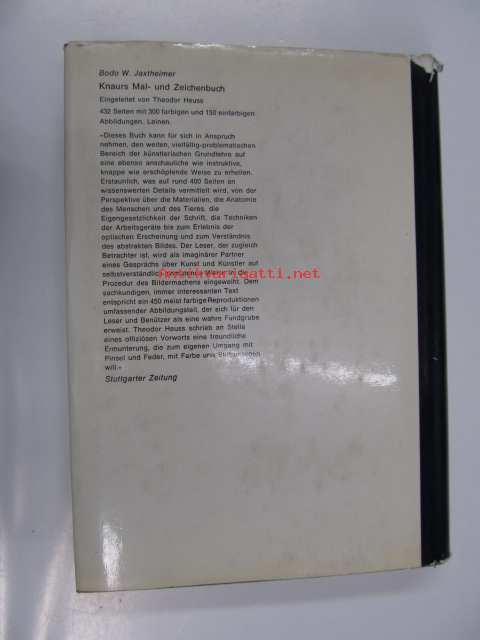 Bodo W. Jaxtheimer
Knaurs Mal- und Zeichenbuch
Eingeleitet von Theodor Heuss
432 Seiten mit 300 farbigen und 150 einfarbigen
Abbildungen, Leinen.
»Dieses Buch kann für sich in Anspruch
nehmen, den weiten, vielfältig-problematischen
Bereich der künstlerischen Grundlehre auf
eine ebenso anschauliche wie instruktive,
knappe wie erschöpfende Weise zu erhellen.
Erstaunlich, was auf rund 400 Seiten an
wissenswerten Details vermittelt wird, von der
Perspektive über die Materialien, die Anatomie
des Menschen und des Tieres, die
Eigengesetzlichkeit der Schrift, die Techniken
der Arbeitsgeräte bis zum Erlebnis der
optischen Erscheinung und zum Verständnis
des abstrakten Bildes. Der Leser, der zugleich
Betrachter ist, wird als imaginärer Partner
eines Gesprächs über Kunst und Künstler auf
Weise in die
antikvariaatti.net
Prozedur des Bildermachens eingeweiht. Dem
sachkundigen, immer interessanten Text
entspricht ein 450 meist farbige Reproduktionen
umfassender Abbildungsteil, der sich für den
Leser und Benützer als eine wahre Fundgrube
erweist. Theodor Heuss schrieb an Stelle
eines offiziösen Vorworts eine freundliche
Ermunterung, die zum eigenen Umgang mit
Pinsel und Feder, mit Farbe und
will.«
Stuttgarter Zeitung